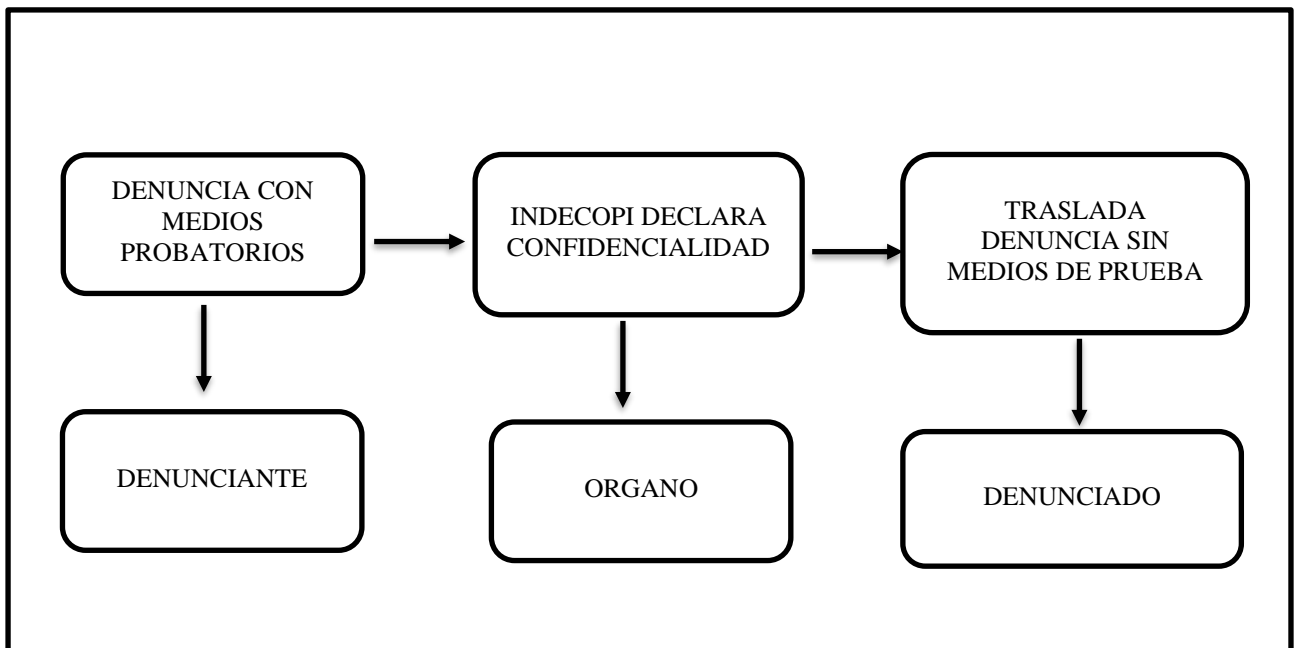 DENUNCIA CON
MEDIOS
PROBATORIOS
INDECOPI DECLARA
CONFIDENCIALIDAD
TRASLADA
DENUNCIA SIN
MEDIOS DE PRUEBA
DENUNCIANTE
ORGANO
DENUNCIADO